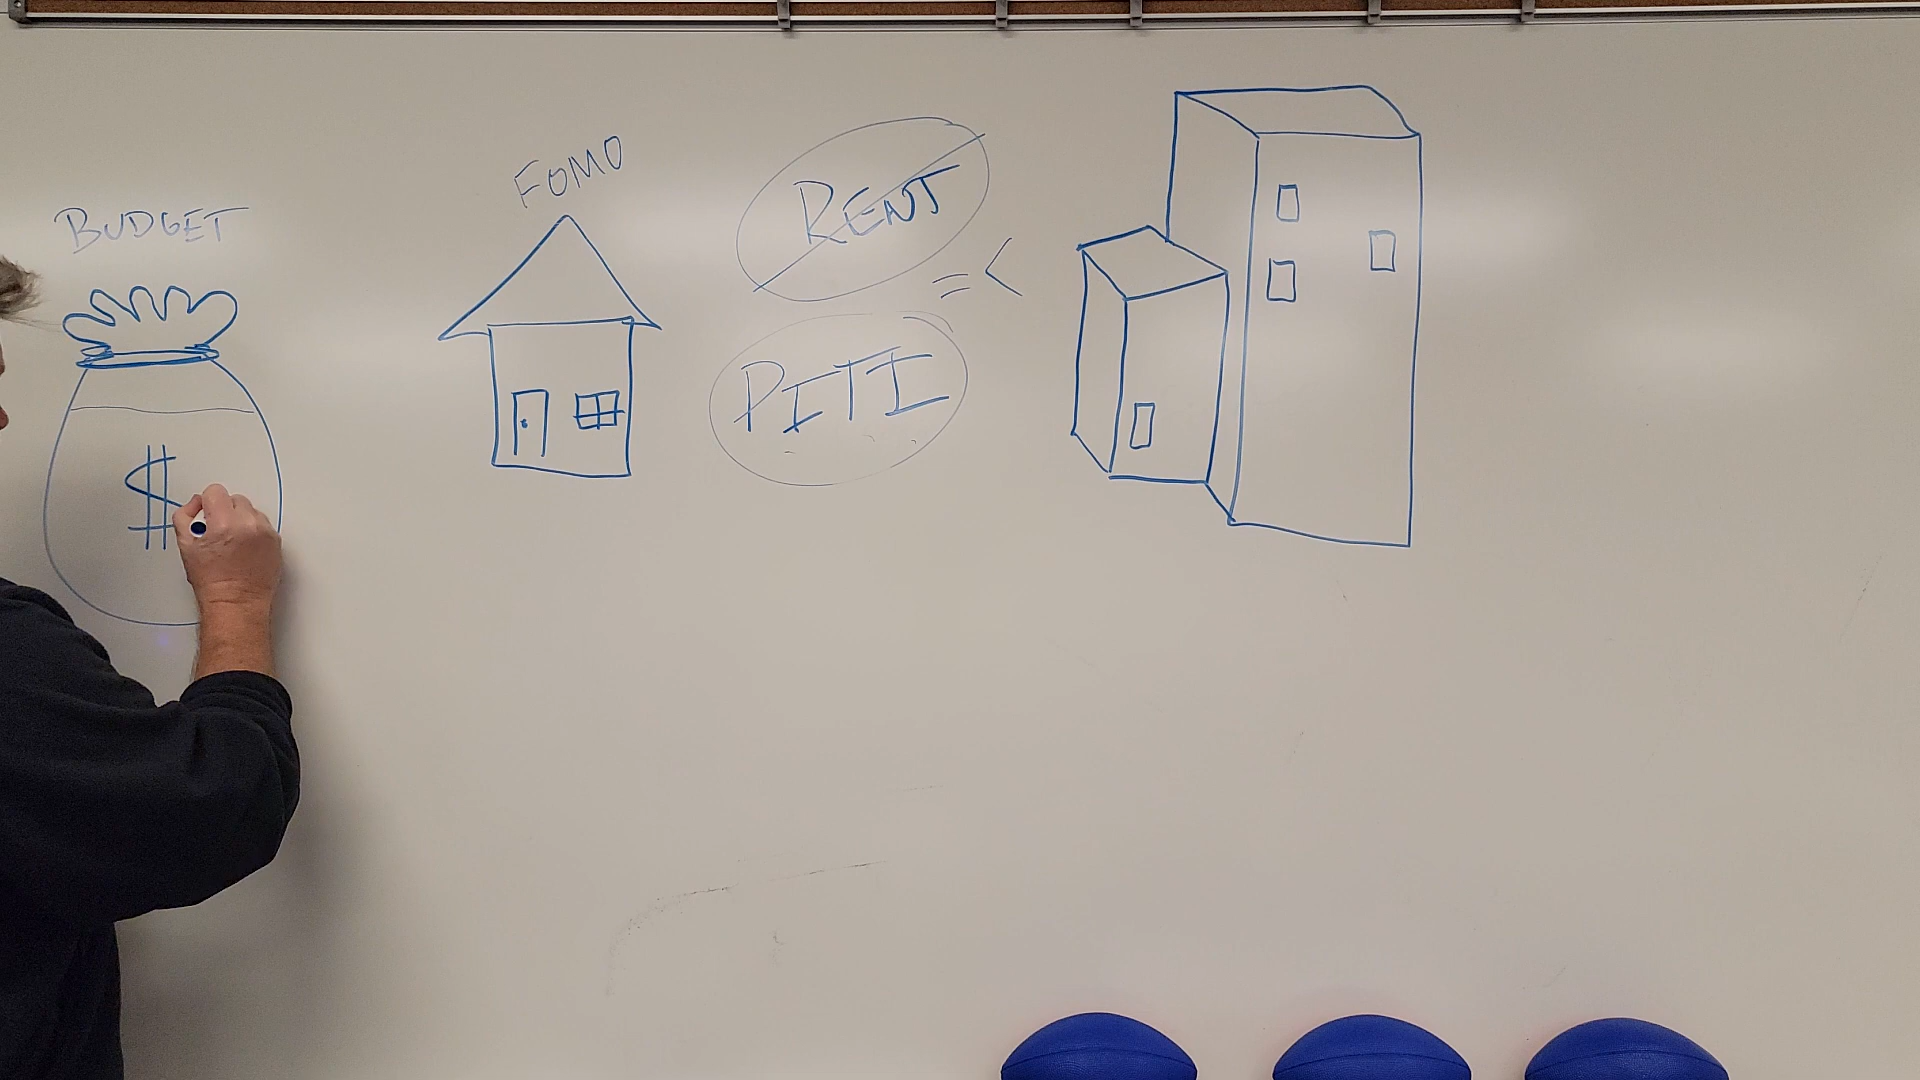 BUDGET
$
FOMO
RENT
= <
PITI